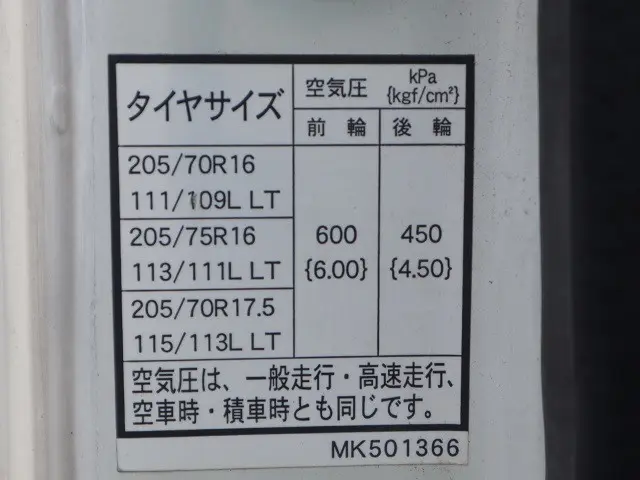 タイヤサイズ
空気圧 kPa {kgf/cm²}
前輪 後輪
205/70R16
111/109L LT
205/75R16
113/111L LT
205/70R17.5
115/113L LT
600 450
{6.00} {4.50}
空気圧は、一般走行・高速走行、
空車時・積車時とも同じです。
MK501366